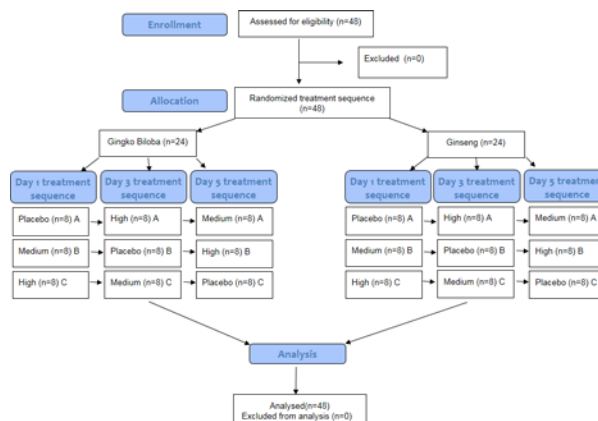 Enrollment
Assessed for eligibility (n=48)
Excluded (n=0)
Allocation
Randomized treatment sequence
(n=48)
Gingko Biloba (n=24)
Ginseng (n=24)
Day 1 treatment
sequence
Day 3 treatment
sequence
Day 5 treatment
sequence
Day 1 treatment
sequence
Day 3 treatment
sequence
Day 5 treatment
sequence
Placebo (n=8) A
High (n=8) A
Medium (n=8) A
Placebo (n=8) A
High (n=8) A
Medium (n=8) A
Medium (n=8) B
Placebo (n=8) B
High (n=8) B
Medium (n=8) B
Placebo (n=8) B
High (n=8) B
High (n=8) C
Medium (n=8) C
Placebo (n=8) C
High (n=8) C
Medium (n=8) C
Placebo (n=8) C
Analysis
Analysed(n=48)
Excluded from analysis (n=0)